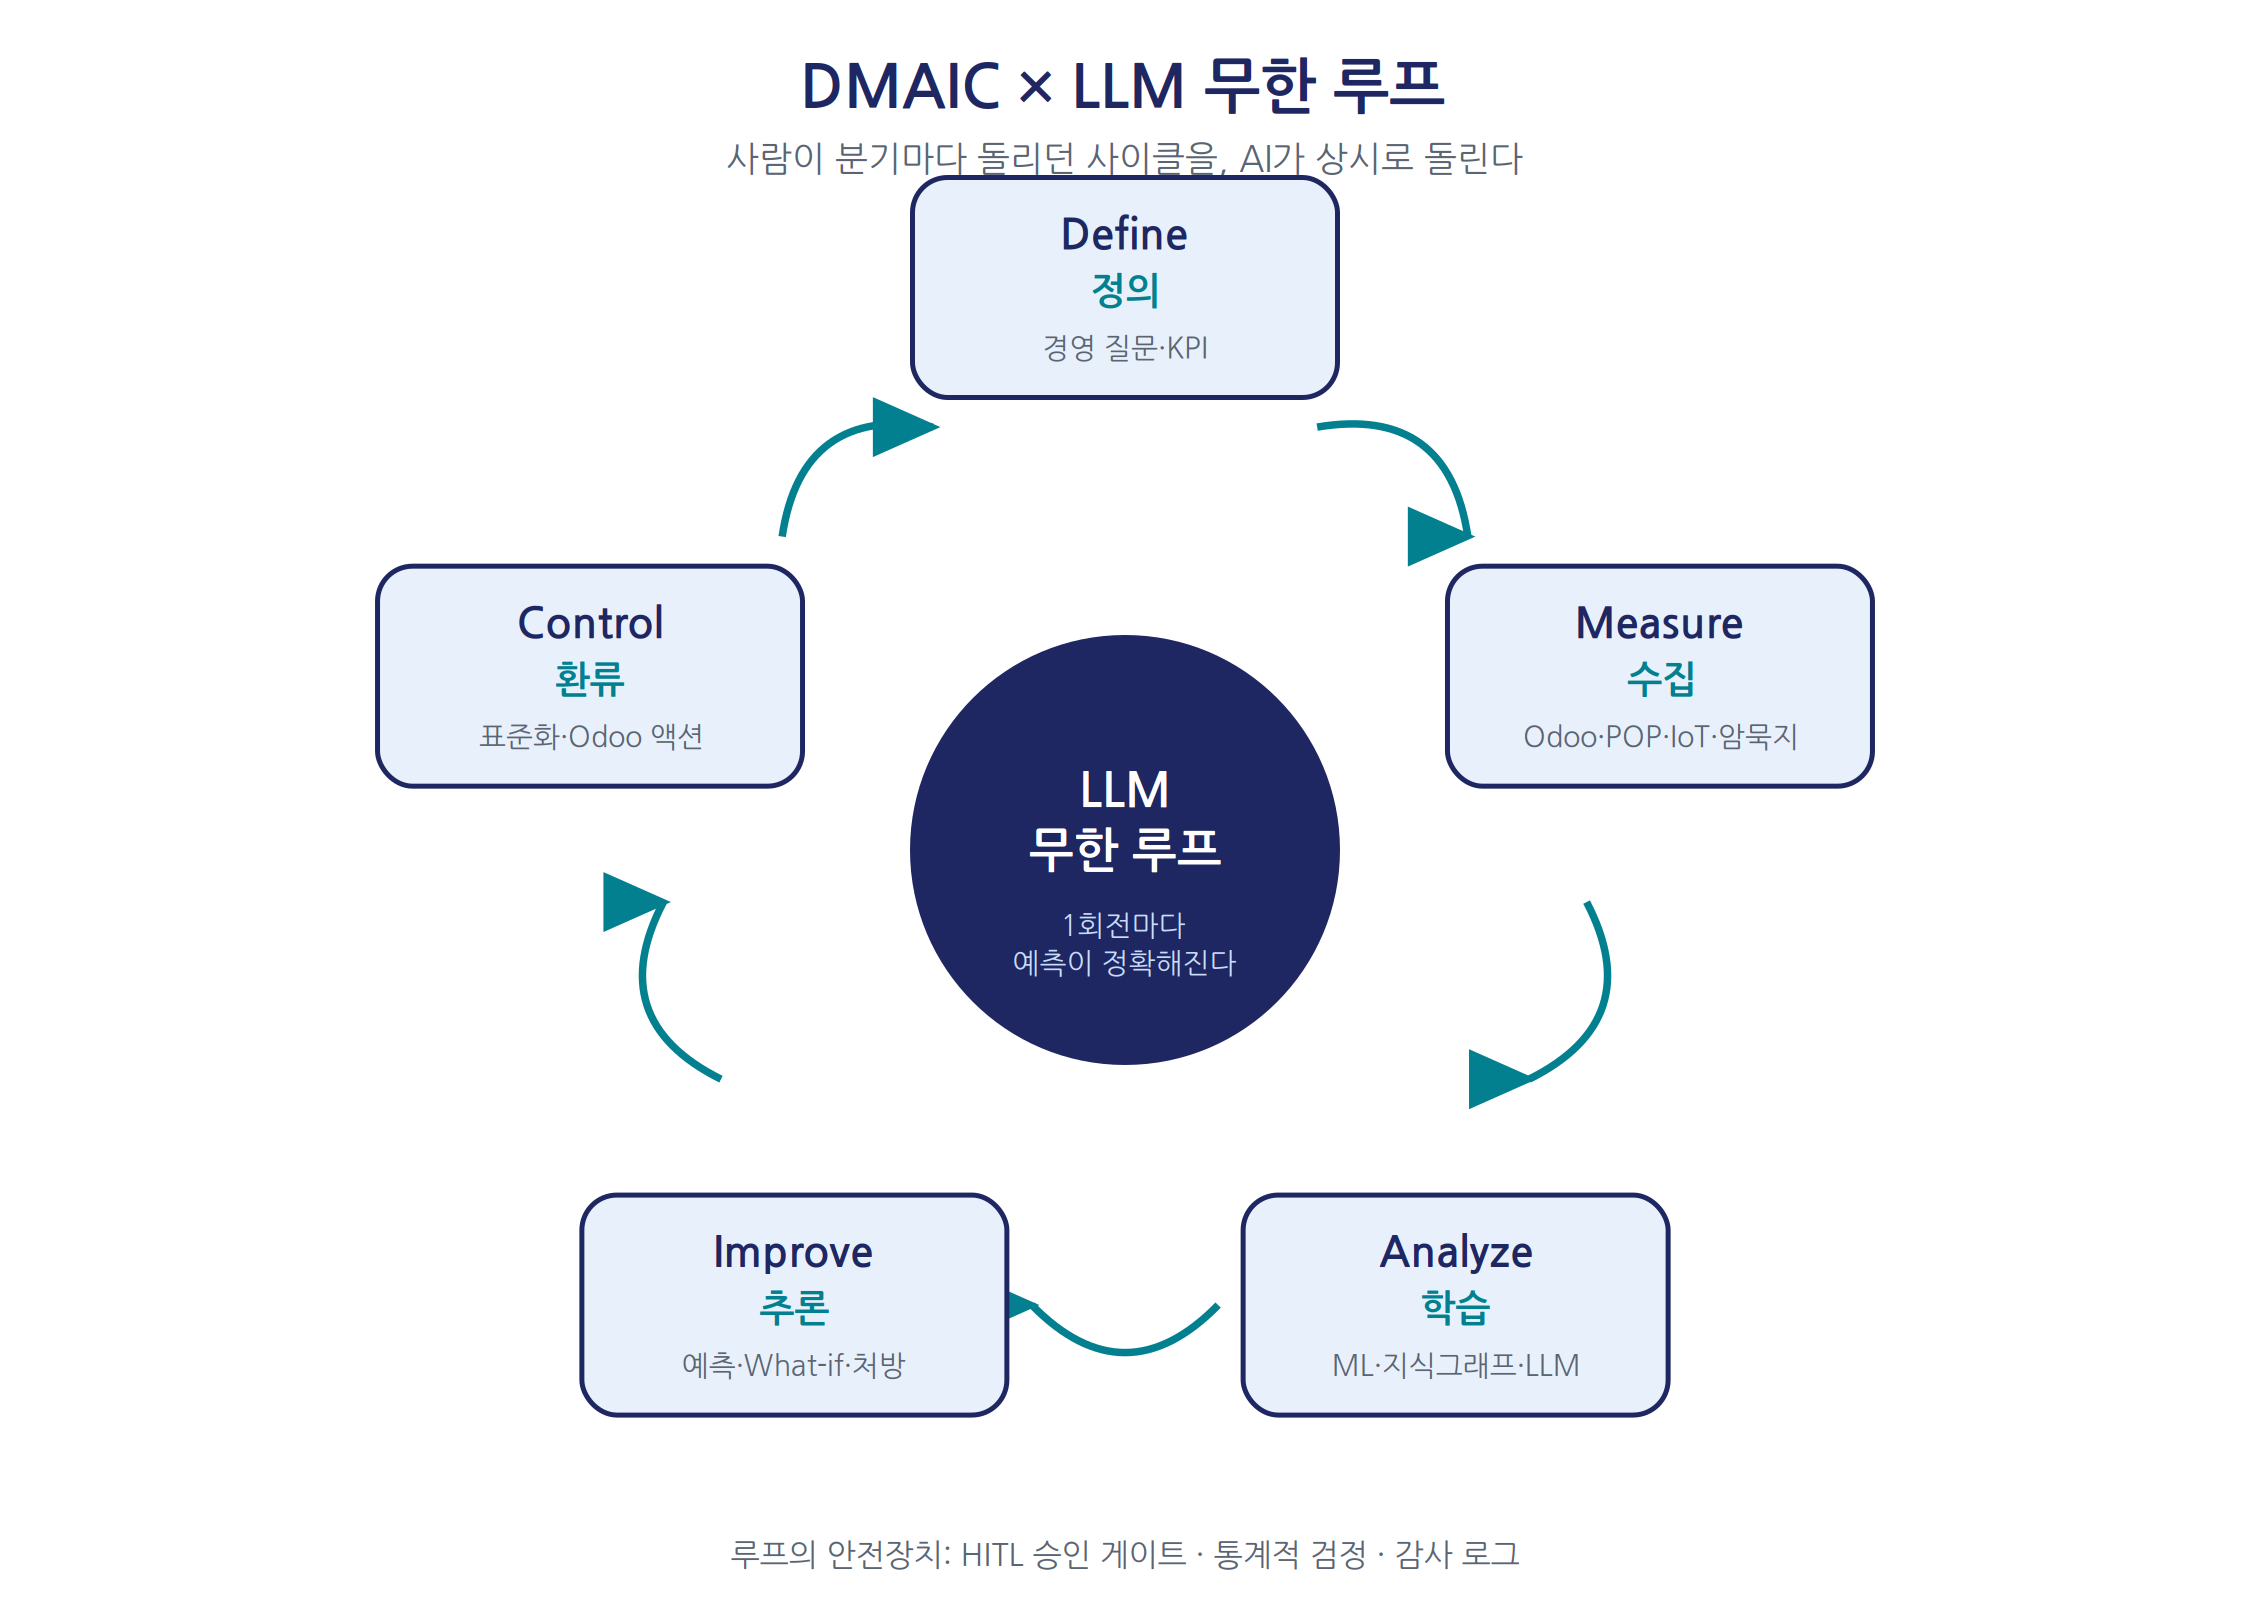 DMAIC × LLM 무한 루프
사람이 분기마다 돌리던 사이클을, AI가 상시로 돌린다
Define
정의
경영 질문·KPI
Measure
수집
Odoo·POP·IoT·암묵지
Analyze
학습
ML·지식그래프·LLM
Improve
추론
예측·What-if·처방
Control
환류
표준화·Odoo 액션
LLM
무한 루프
1회전마다
예측이 정확해진다
루프의 안전장치: HITL 승인 게이트 · 통계적 검정 · 감사 로그